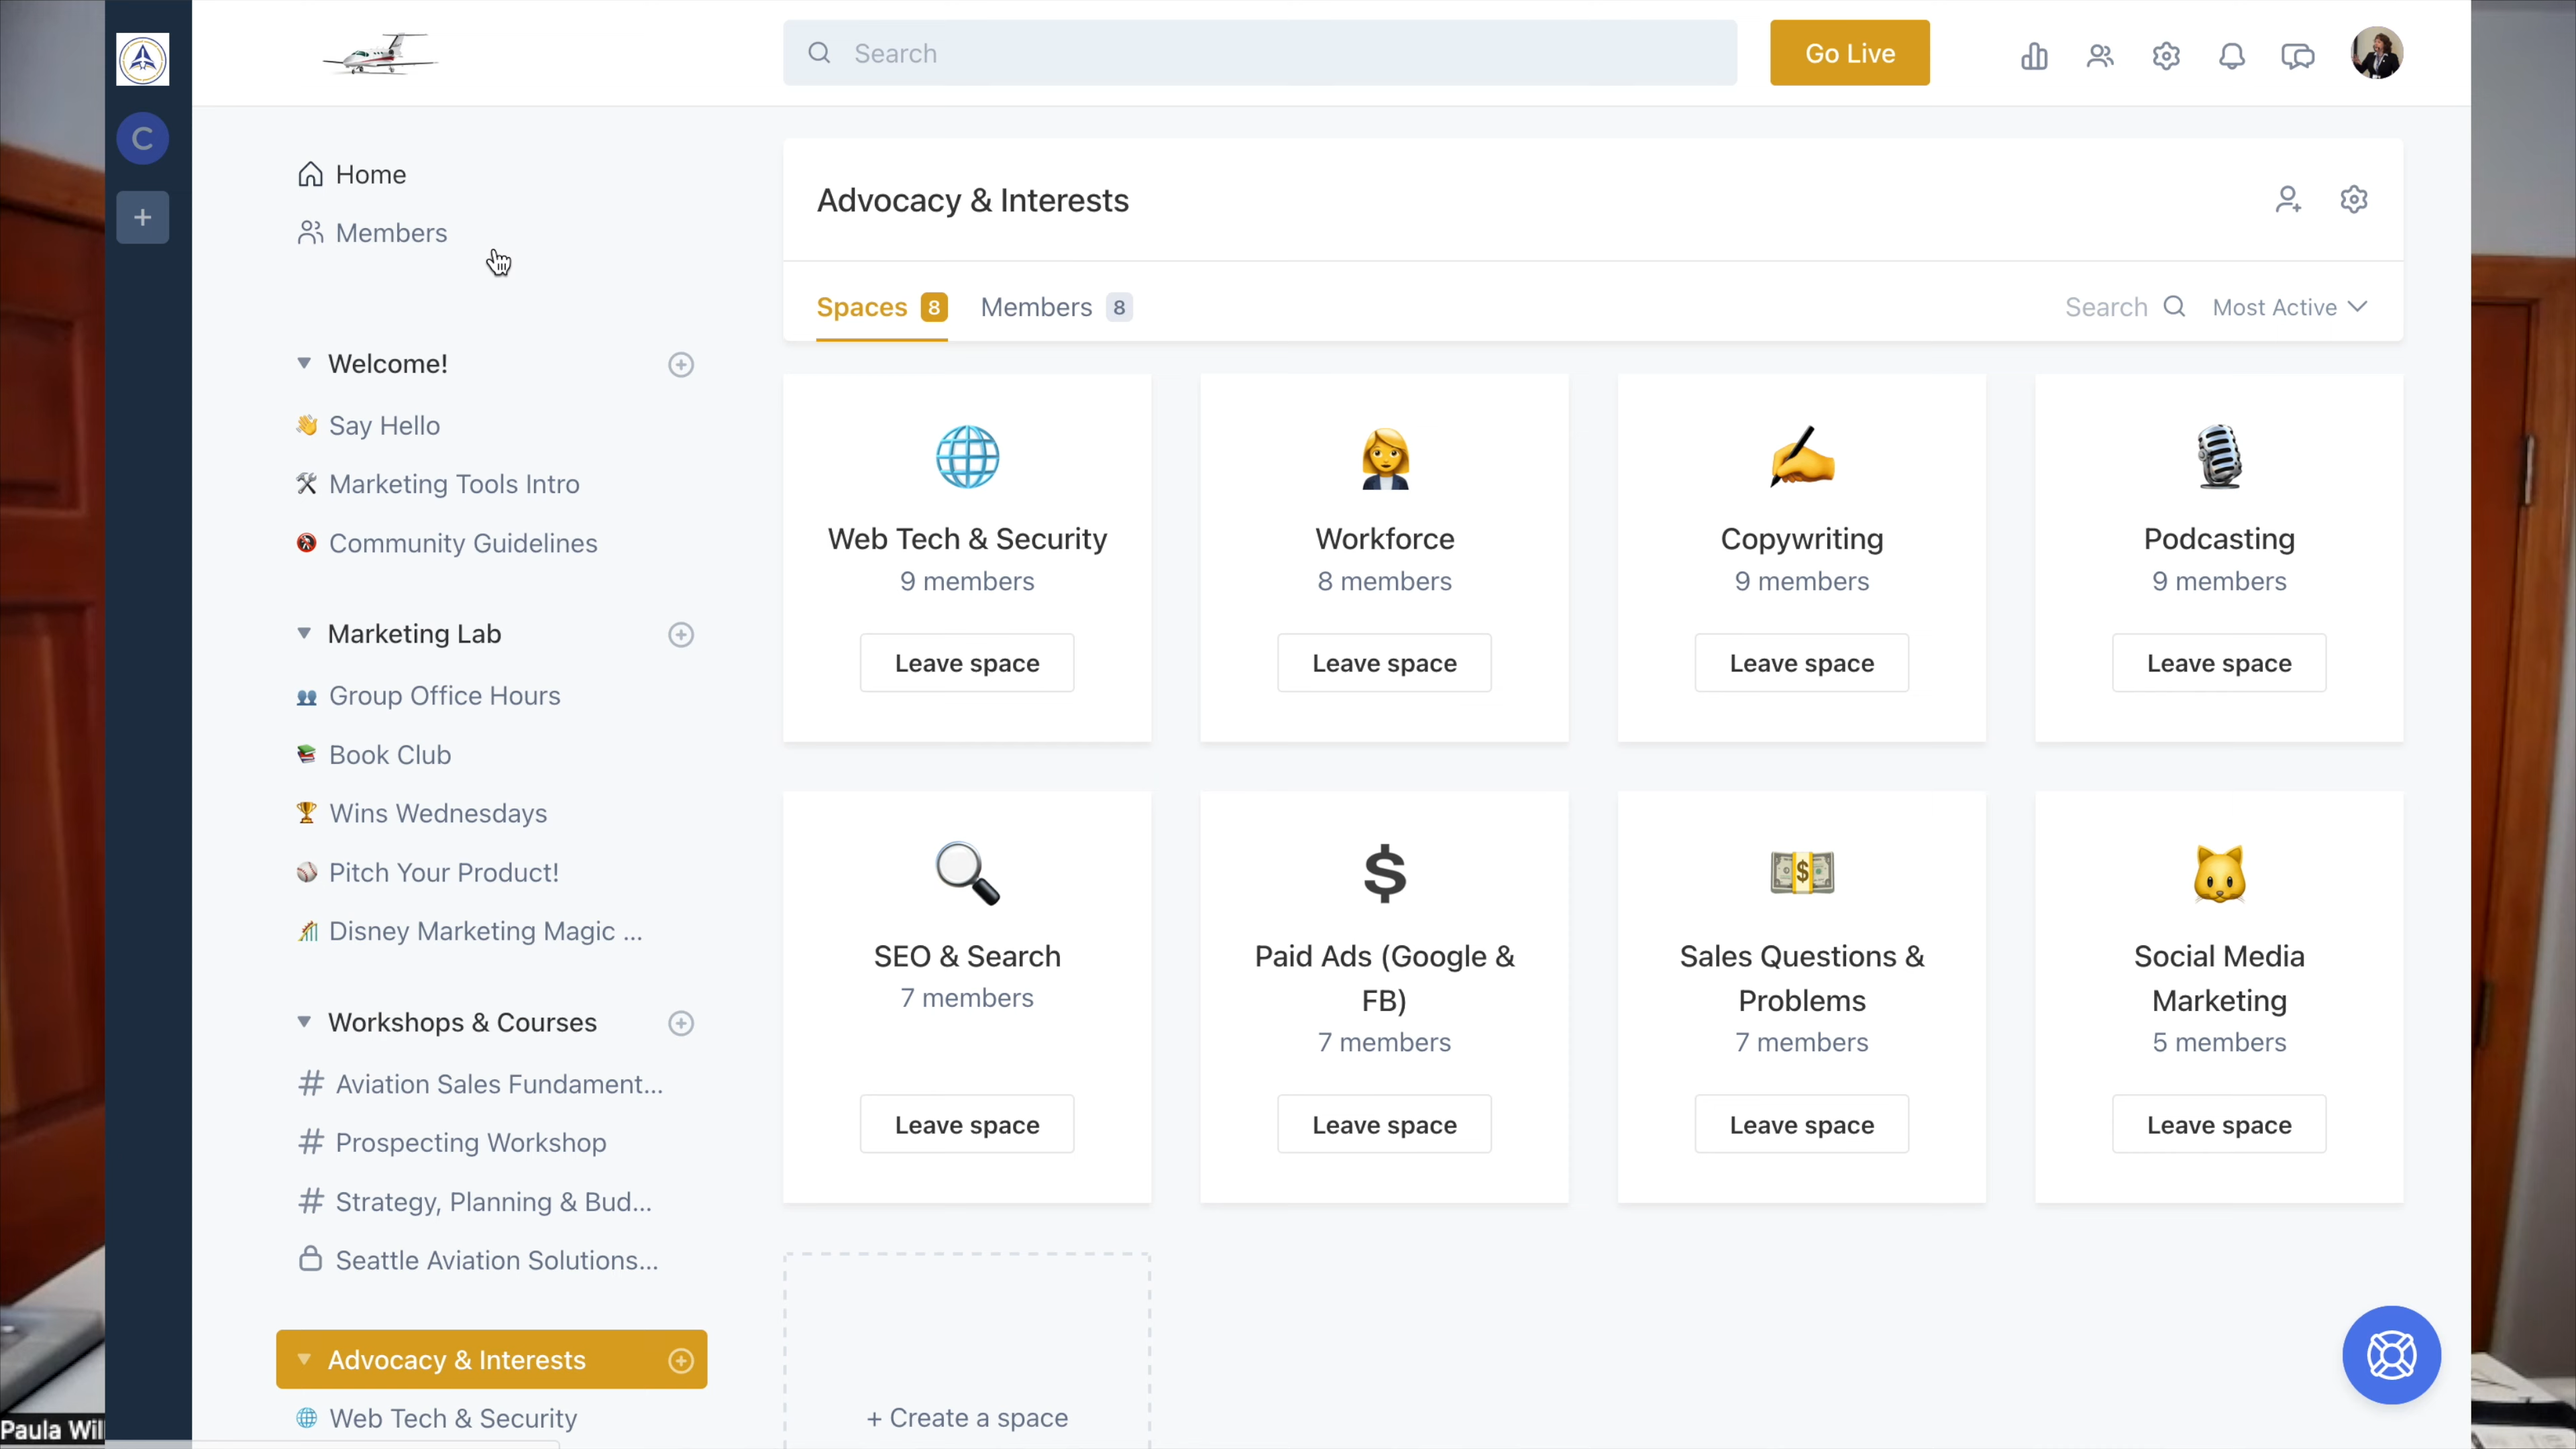 C
+
Search
Go Live
Home
Members
Welcome!
Say Hello
Marketing Tools Intro
Community Guidelines
Marketing Lab
Group Office Hours
Book Club
Wins Wednesdays
Pitch Your Product!
Disney Marketing Magic ...
Workshops & Courses
# Aviation Sales Fundament...
# Prospecting Workshop
# Strategy, Planning & Bud...
Seattle Aviation Solutions...
Advocacy & Interests
Web Tech & Security
Advocacy & Interests
Spaces 8 Members 8
Search Most Active
Web Tech & Security
9 members
Leave space
Workforce
8 members
Leave space
Copywriting
9 members
Leave space
Podcasting
9 members
Leave space
SEO & Search
7 members
Leave space
$
Paid Ads (Google &
FB)
7 members
Leave space
Sales Questions &
Problems
7 members
Leave space
Social Media
Marketing
5 members
Leave space
+ Create a space
Paula Will